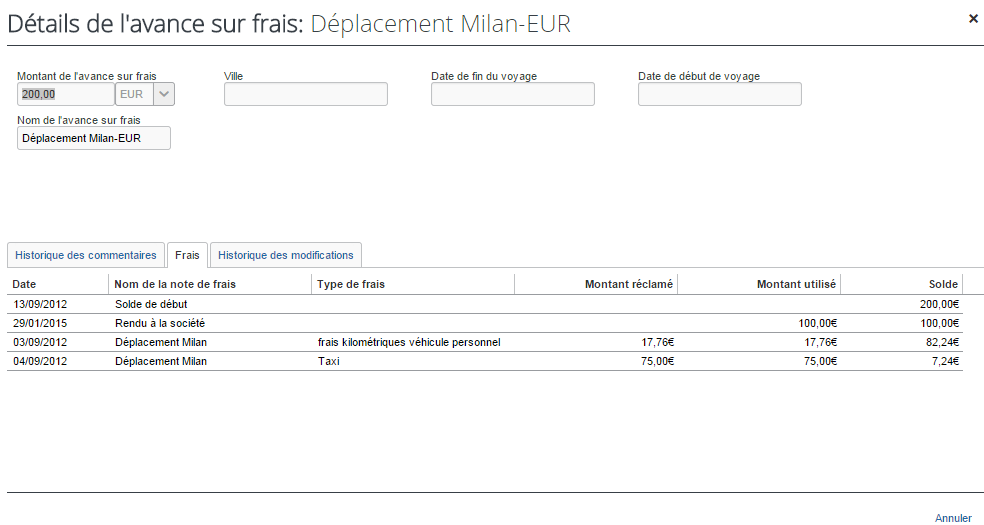 Détails de l'avance sur frais: Déplacement Milan-EUR ×
Montant de l'avance sur frais Ville Date de fin du voyage Date de début de voyage
200,00 EUR
Nom de l'avance sur frais
Déplacement Milan-EUR
Historique des commentaires Frais Historique des modifications
Date Nom de la note de frais Type de frais Montant réclamé Montant utilisé Solde
13/09/2012 Solde de début 200,00€
29/01/2015 Rendu à la société 100,00€ 100,00€
03/09/2012 Déplacement Milan frais kilométriques véhicule personnel 17,76€ 17,76€ 82,24€
04/09/2012 Déplacement Milan Taxi 75,00€ 75,00€ 7,24€
Annuler